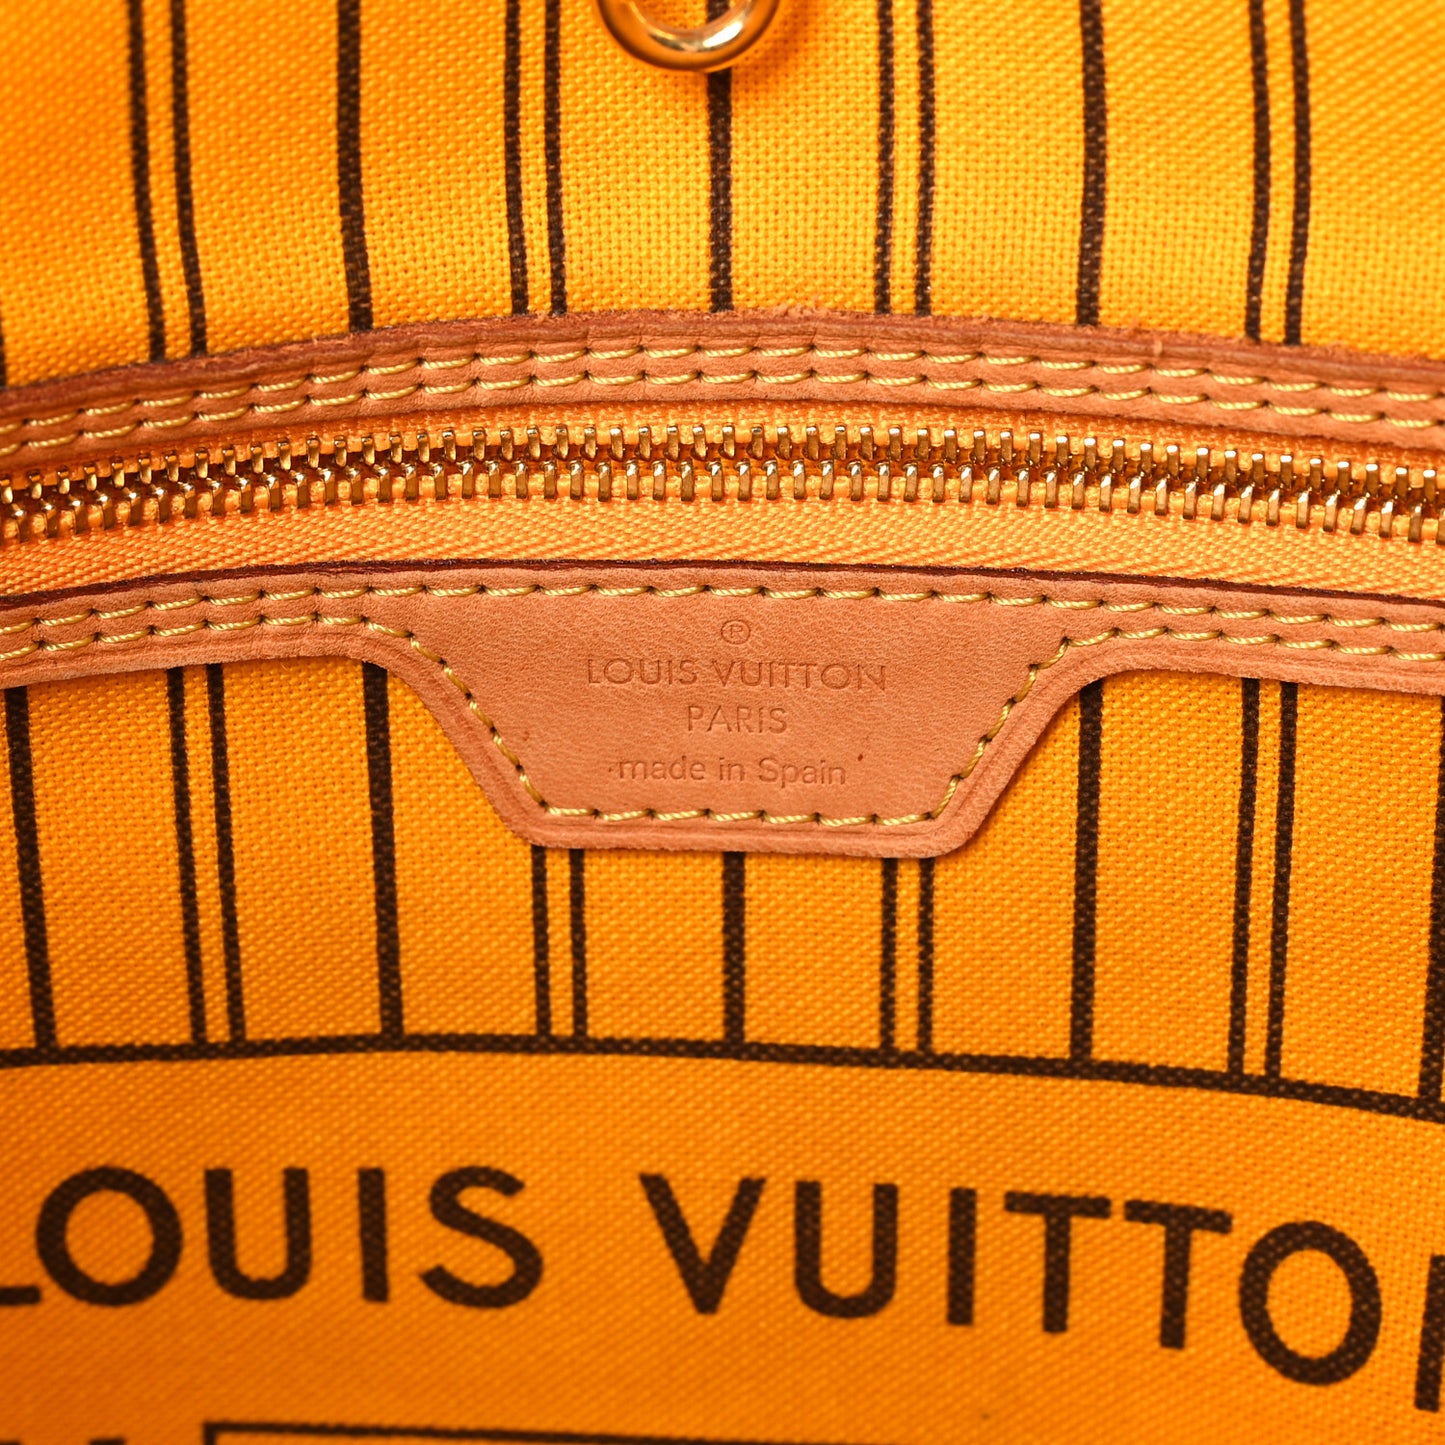 ®
LOUIS VUITTON
PARIS
made in Spain
LOUIS VUITTO